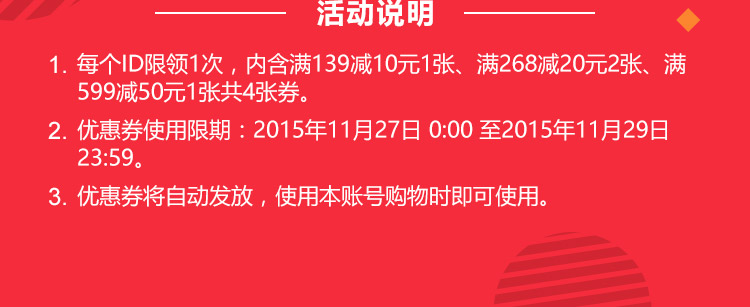 活动说明
1. 每个ID限领1次，内含满139减10元1张、满268减20元2张、满
599减50元1张共4张券。
2. 优惠券使用限期：2015年11月27日 0:00 至2015年11月29日
23:59。
3. 优惠券将自动发放，使用本账号购物时即可使用。